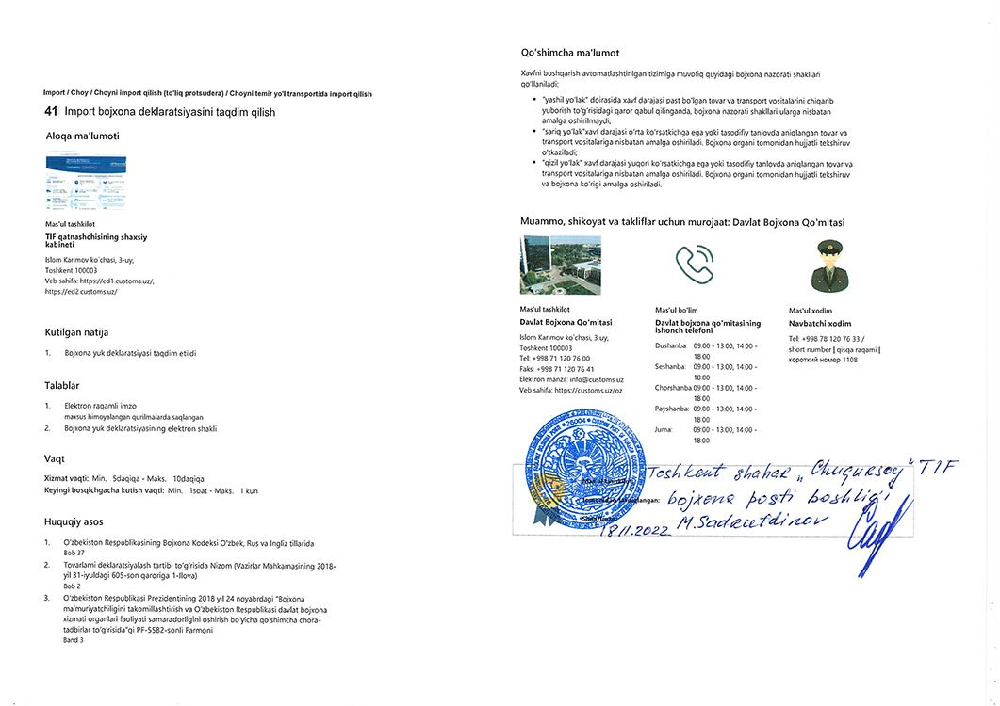 Import / Choy / Choyni import qilish (to'liq protsudera) / Choyni temir yo'l transportida import qilish
41 Import bojxona deklaratsiyasini taqdim qilish
Aloqa ma'lumoti
Mas'ul tashkilot
TIF qatnashchisining shaxsiy
kabineti
Islom Karimov ko`chasi, 3-uy,
Toshkent 100003
Veb sahifa: https://ed1.customs.uz/,
https://ed2.customs.uz/
Kutilgan natija
1. Bojxona yuk deklaratsiyasi taqdim etildi
Talablar
1. Elektron raqamli imzo
maxsus himoyalangan qurilmalarda saqlangan
2. Bojxona yuk deklaratsiyasining elektron shakli
Vaqt
Xizmat vaqti: Min. 5daqiqa - Maks. 10daqiqa
Keyingi bosqichgacha kutish vaqti: Min. 1soat - Maks. 1 kun
Huquqiy asos
1. O'zbekiston Respublikasining Bojxona Kodeksi O'zbek, Rus va Ingliz tillarida
Bob 37
2. Tovarlarni deklaratsiyalash tartibi to'g'risida Nizom (Vazirlar Mahkamasining 2018-
yil 31-iyuldagi 605-son qaroriga 1-Ilova)
Bob 2
3. O'zbekiston Respublikasi Prezidentining 2018 yil 24 noyabrdagi "Bojxona
ma'muriyatchiligini takomillashtirish va O'zbekiston Respublikasi davlat bojxona
xizmati organlari faoliyati samaradorligini oshirish bo'yicha qo'shimcha chora-
tadbirlar to'g'risida"gi PF-5582-sonli Farmoni
Band 3
Qo'shimcha ma'lumot
Xavfni boshqarish avtomatlashtirilgan tizimiga muvofiq quyidagi bojxona nazorati shakllari
qo'llaniladi:
• "yashil yo'lak" doirasida xavf darajasi past bo'lgan tovar va transport vositalarini chiqarib
yuborish to'g'risidagi qaror qabul qilinganda, bojxona nazorati shakllari ularga nisbatan
amalga oshirilmaydi;
• "sariq yo'lak"xavf darajasi o'rta ko'rsatkichga ega yoki tasodifiy tanlovda aniqlangan tovar va
transport vositalariga nisbatan amalga oshiriladi. Bojxona organi tomonidan hujjatli tekshiruv
o'tkaziladi;
• "qizil yo'lak" xavf darajasi yuqori ko'rsatkichga ega yoki tasodifiy tanlovda aniqlangan tovar va
transport vositalariga nisbatan amalga oshiriladi. Bojxona organi tomonidan hujjatli tekshiruv
va bojxona ko'rigi amalga oshiriladi.
Muammo, shikoyat va takliflar uchun murojaat: Davlat Bojxona Qo'mitasi
Mas'ul tashkilot
Davlat Bojxona Qo'mitasi
Islom Karimov ko`chasi, 3 uy,
Toshkent 100003
Tel: +998 71 120 76 00
Faks: +998 71 120 76 41
Elektron manzil: info@customs.uz
Veb sahifa: https://customs.uz/oz
Mas'ul bo'lim
Davlat bojxona qo'mitasining
ishonch telefoni
Dushanba: 09:00 - 13:00, 14:00 -
18:00
Seshanba: 09:00 - 13:00, 14:00 -
18:00
Chorshanba: 09:00 - 13:00, 14:00 -
18:00
Payshanba: 09:00 - 13:00, 14:00 -
18:00
Juma: 09:00 - 13:00, 14:00 -
18:00
Mas'ul xodim
Navbatchi xodim
Tel: +998 78 120 76 33 /
short number | qisqa raqami |
короткий номер 1108
26004
Toshkent shahar „Chuqursoy" TIF
bojxona posti boshlig'i
M.Sadrutdinov
18.11.2022